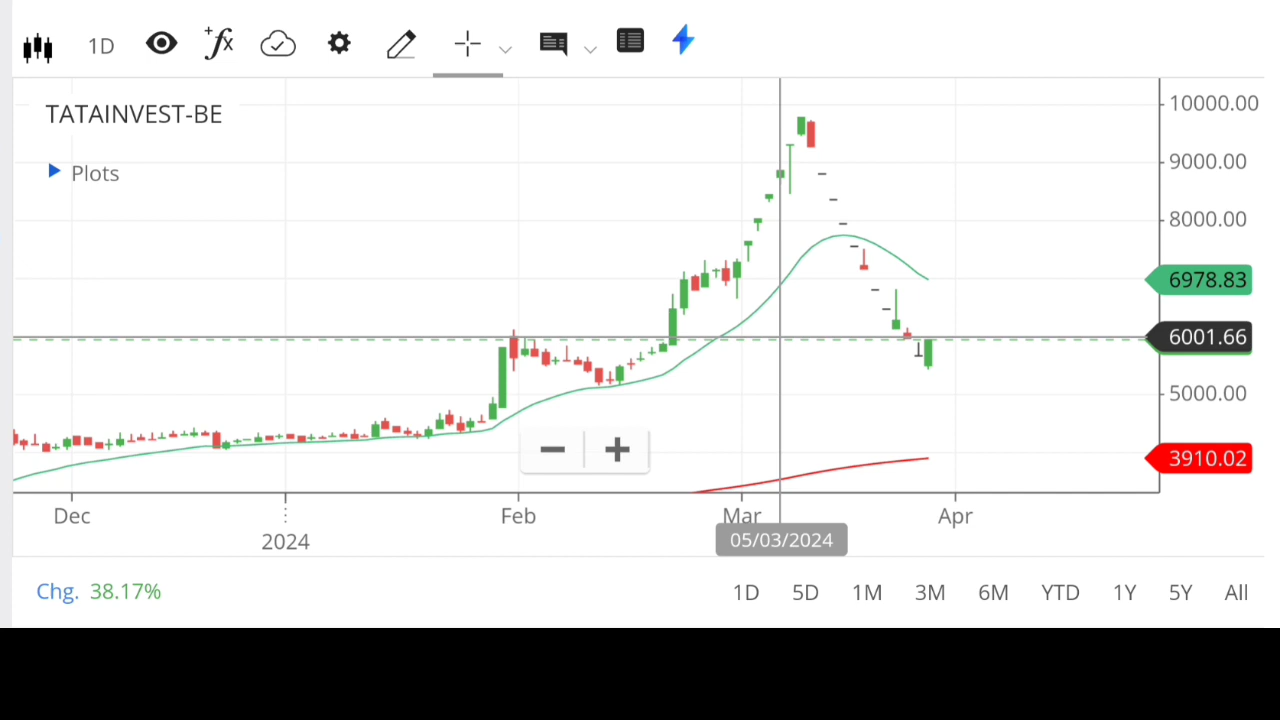 1D
+fx
TATAINVEST-BE
Plots
10000.00
9000.00
8000.00
6978.83
6001.66
5000.00
3910.02
Dec
2024
Feb
Mar
Apr
05/03/2024
Chg. 38.17%
1D 5D 1M 3M 6M YTD 1Y 5Y All